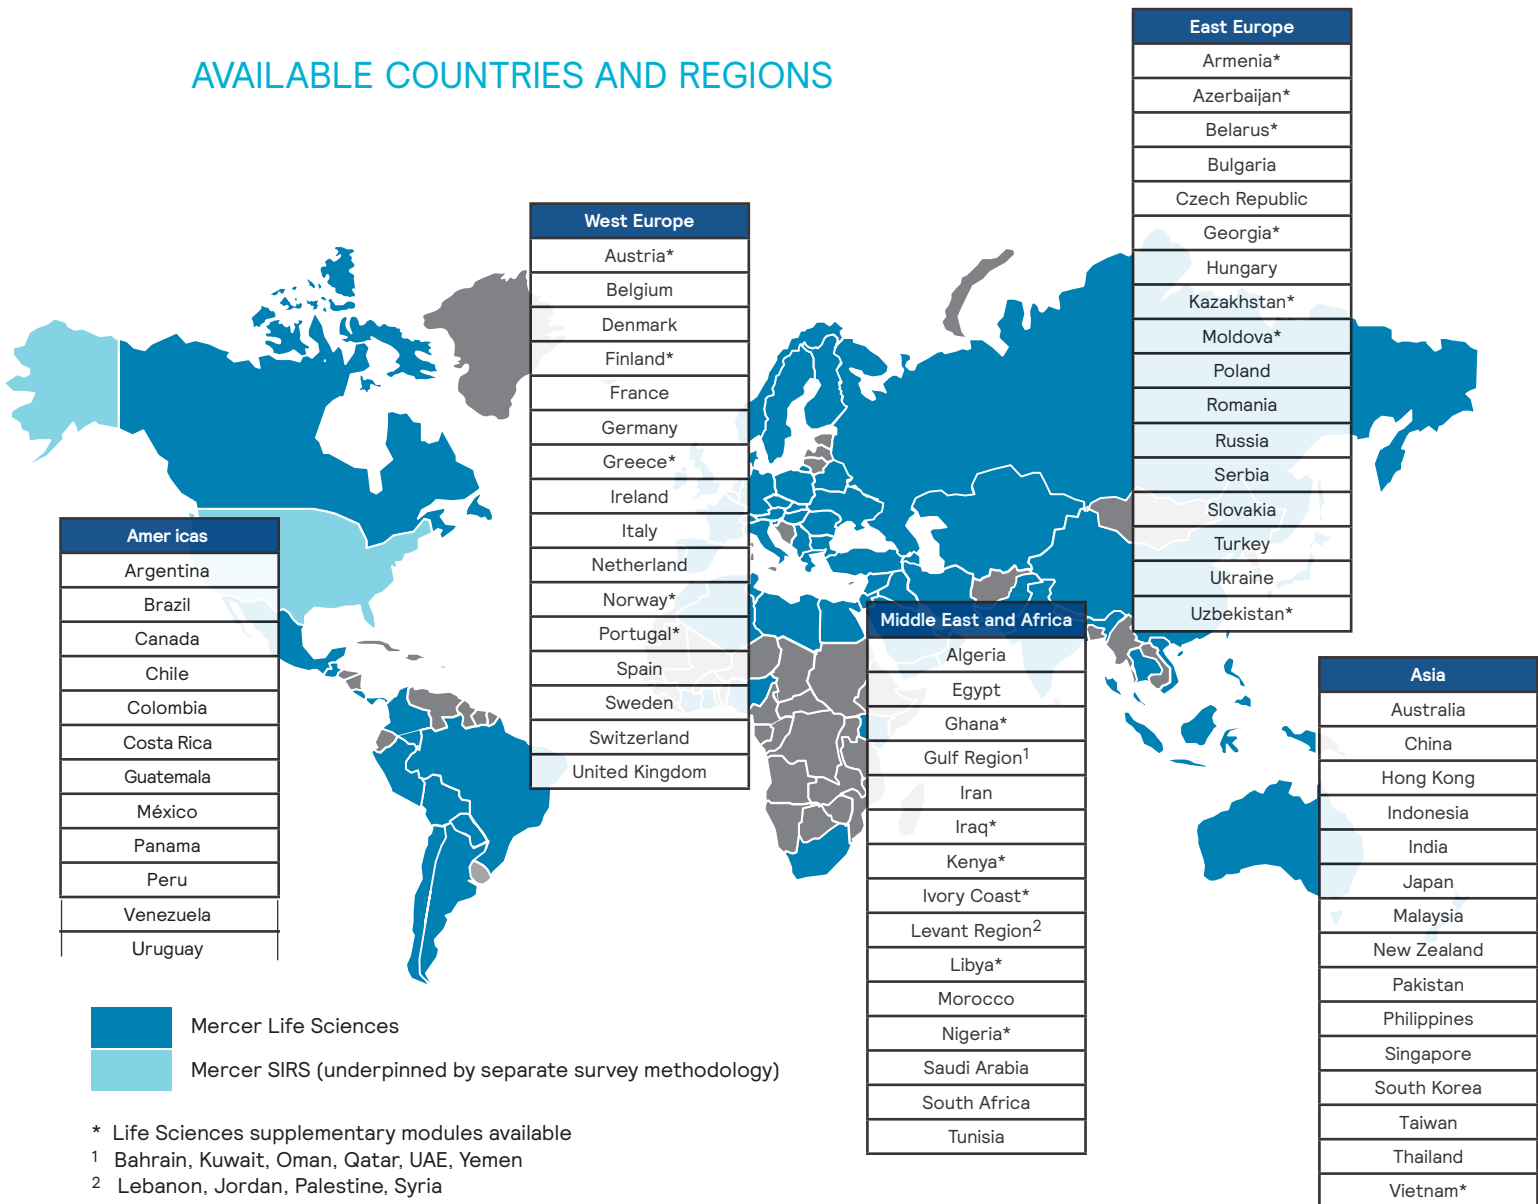 AVAILABLE COUNTRIES AND REGIONS
East Europe
Armenia*
Azerbaijan*
Belarus*
Bulgaria
Czech Republic
Georgia*
Hungary
Kazakhstan*
Moldova*
Poland
Romania
Russia
Serbia
Slovakia
Turkey
Ukraine
Uzbekistan*
West Europe
Austria*
Belgium
Denmark
Finland*
France
Germany
Greece*
Ireland
Italy
Netherland
Norway*
Portugal*
Spain
Sweden
Switzerland
United Kingdom
Amer icas
Argentina
Brazil
Canada
Chile
Colombia
Costa Rica
Guatemala
México
Panama
Peru
Venezuela
Uruguay
Middle East and Africa
Algeria
Egypt
Ghana*
Gulf Region¹
Iran
Iraq*
Kenya*
Ivory Coast*
Levant Region²
Libya*
Morocco
Nigeria*
Saudi Arabia
South Africa
Tunisia
Asia
Australia
China
Hong Kong
Indonesia
India
Japan
Malaysia
New Zealand
Pakistan
Philippines
Singapore
South Korea
Taiwan
Thailand
Vietnam*
Mercer Life Sciences
Mercer SIRS (underpinned by separate survey methodology)
* Life Sciences supplementary modules available
¹ Bahrain, Kuwait, Oman, Qatar, UAE, Yemen
² Lebanon, Jordan, Palestine, Syria